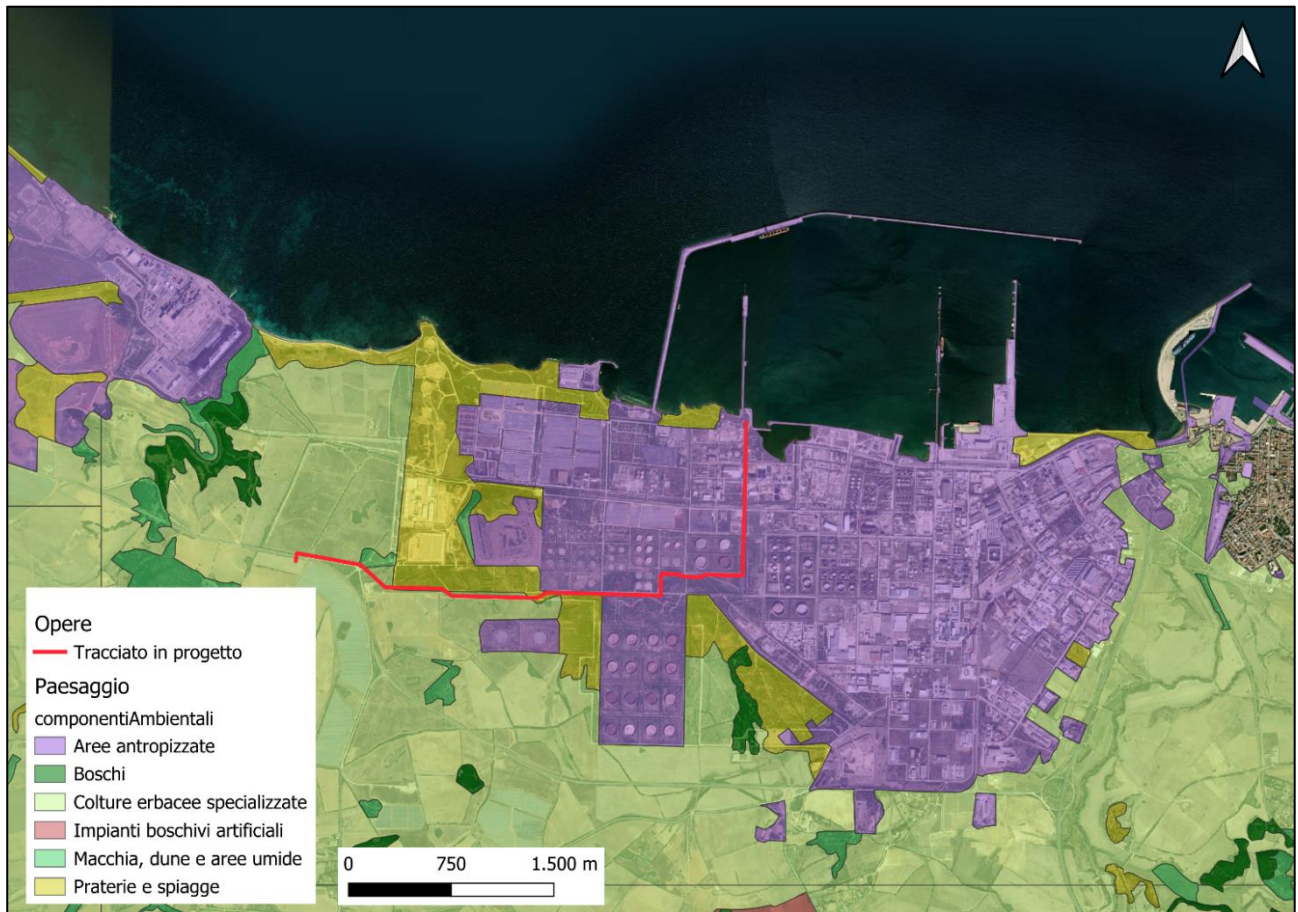 Opere
Tracciato in progetto
Paesaggio
componentiAmbientali
Aree antropizzate
Boschi
Colture erbacee specializzate
Impianti boschivi artificiali
Macchia, dune e aree umide
Praterie e spiagge
0 750 1.500 m